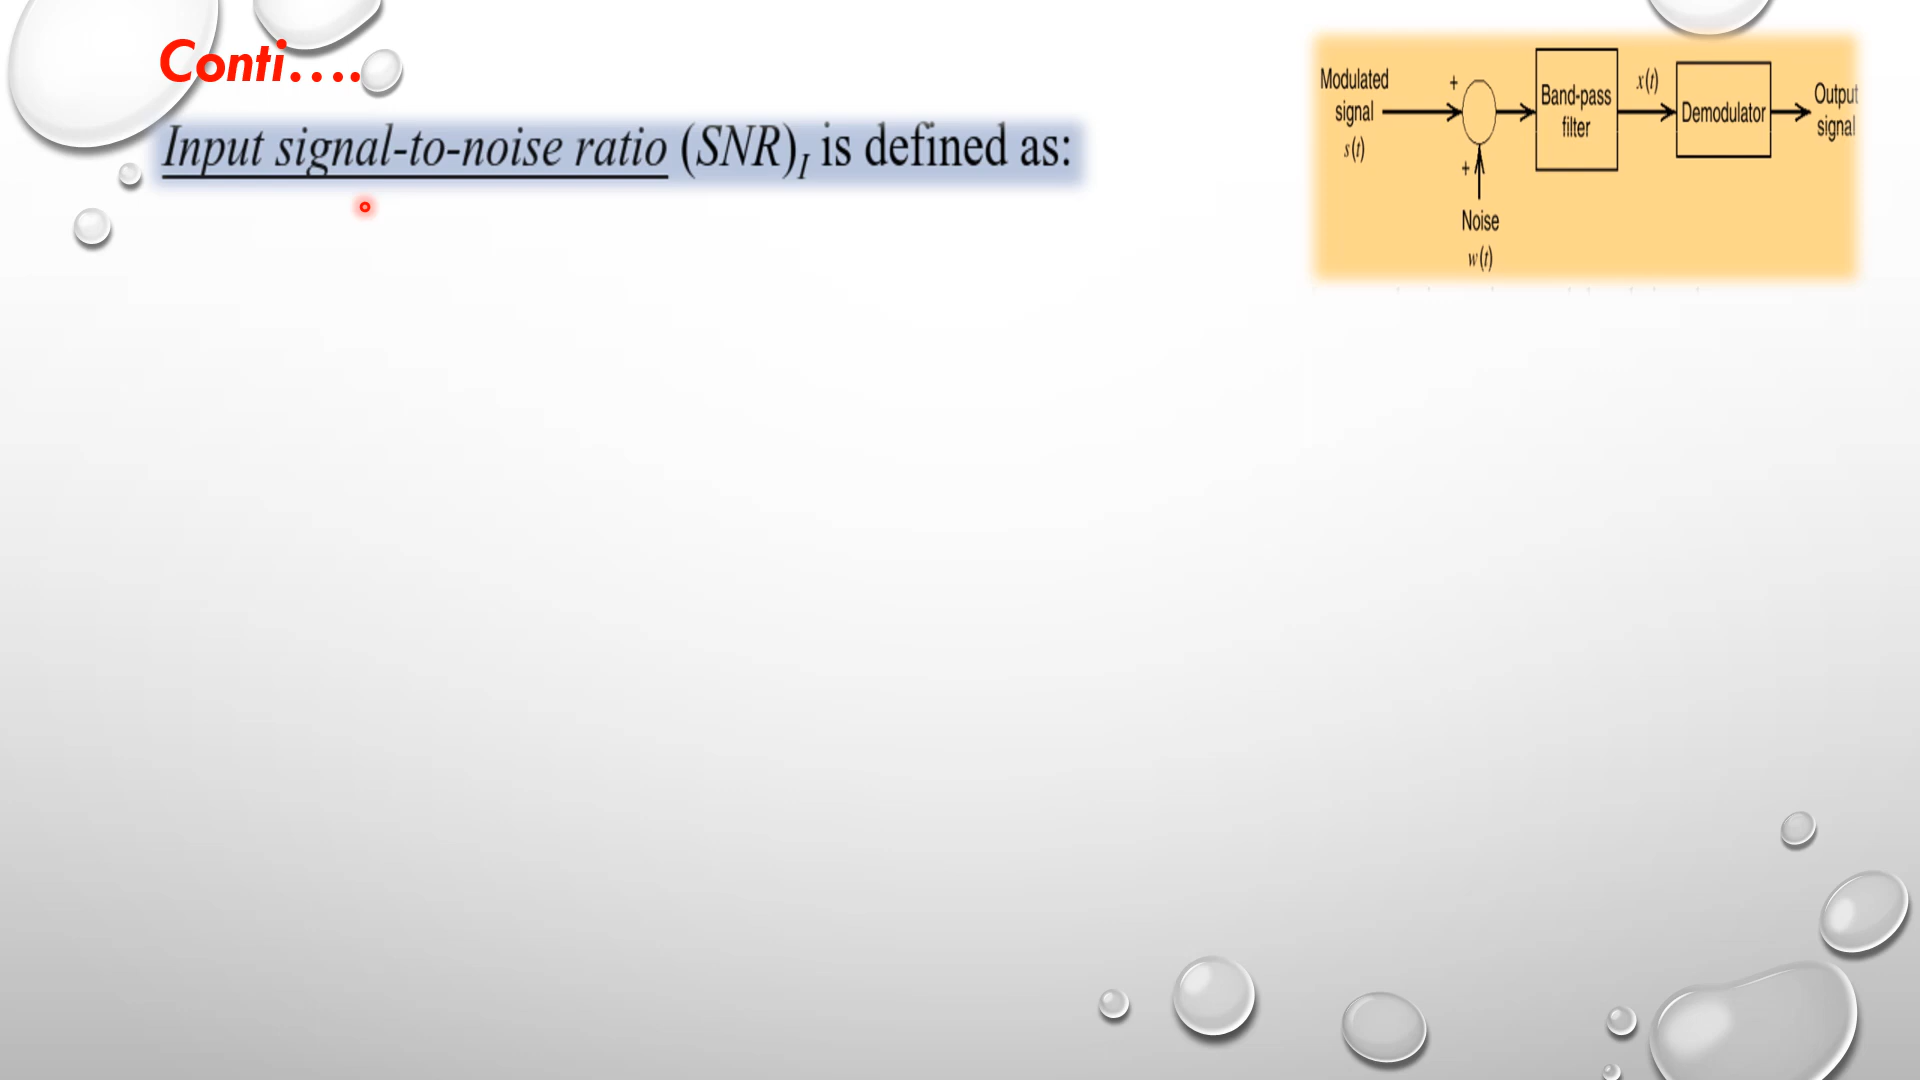 Conti....
Input signal-to-noise ratio (SNR)I is defined as:
Modulated
signal
s(t)
+
+
Noise
w(t)
Band-pass
filter
x(t)
Demodulator
Output
signal